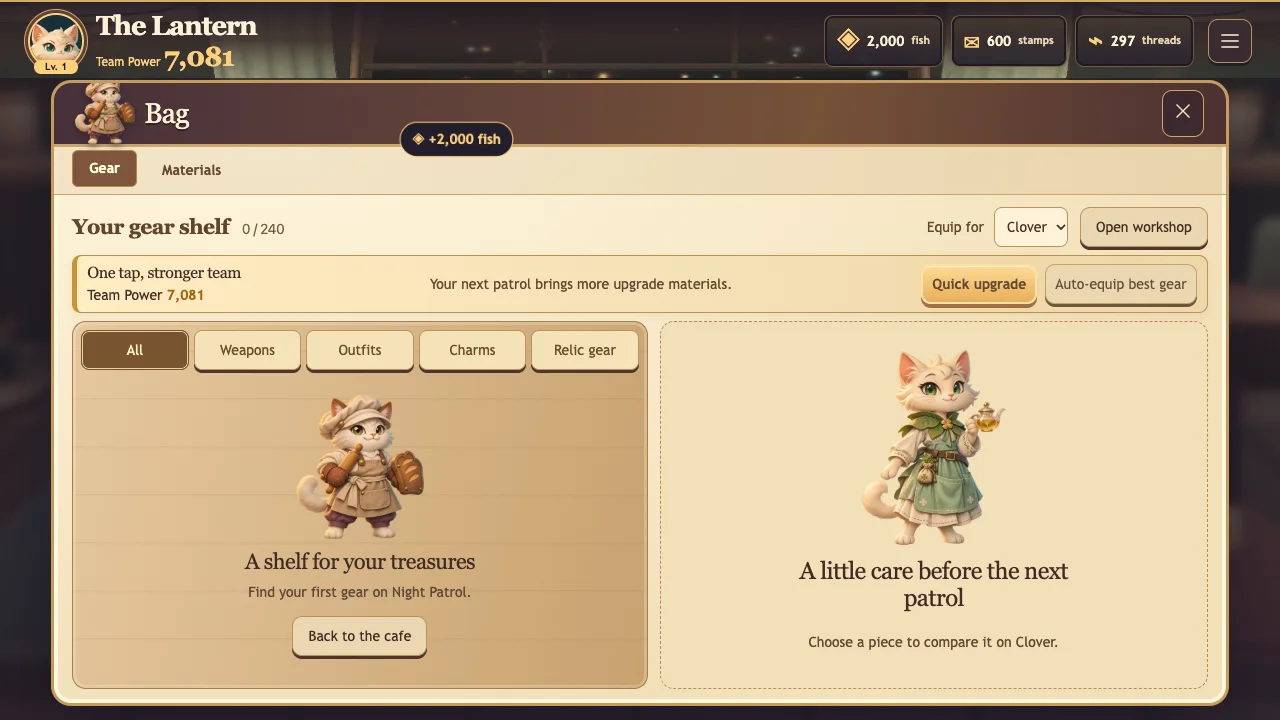 The Lantern
Lv. 1
Team Power 7,081
2,000 fish
600 stamps
297 threads
Bag
+2,000 fish
Gear
Materials
Your gear shelf 0 / 240
Equip for
Clover
Open workshop
One tap, stronger team
Team Power 7,081
Your next patrol brings more upgrade materials.
Quick upgrade
Auto-equip best gear
All
Weapons
Outfits
Charms
Relic gear
A shelf for your treasures
Find your first gear on Night Patrol.
Back to the cafe
A little care before the next
patrol
Choose a piece to compare it on Clover.